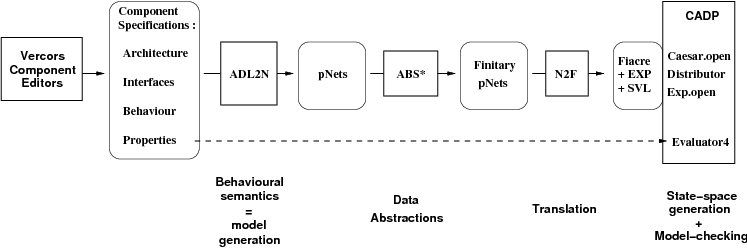 Vercors
Component
Editors
Component
Specifications :
Architecture
Interfaces
Behaviour
Properties
ADL2N
pNets
ABS*
Finitary
pNets
N2F
Fiacre
+ EXP
+ SVL
CADP
Caesar.open
Distributor
Exp.open
Evaluator4
Behavioural
semantics
=
model
generation
Data
Abstractions
Translation
State-space
generation
+
Model-checking